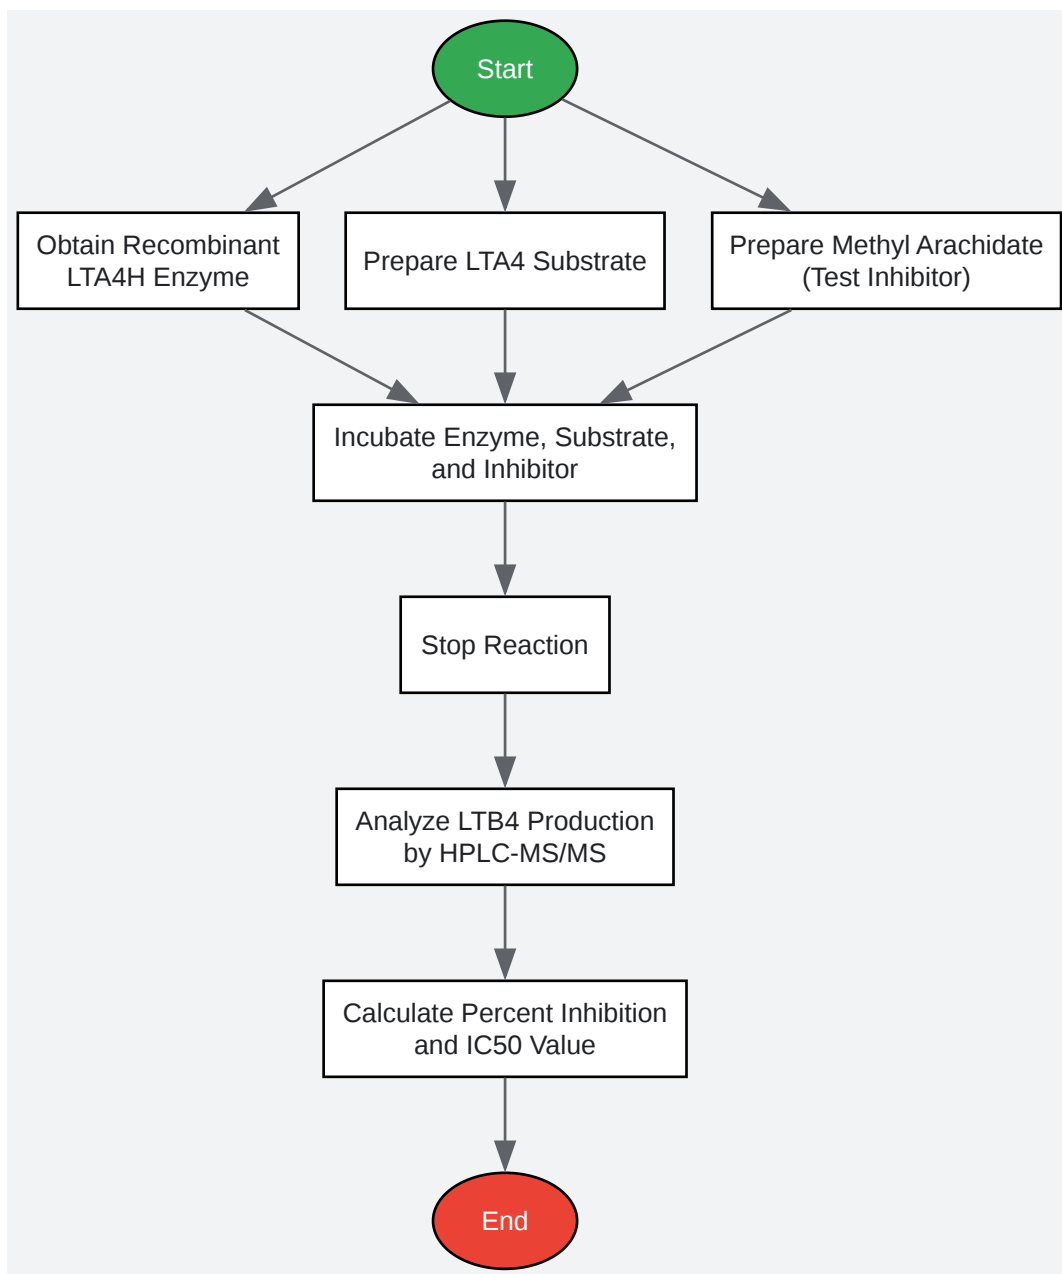 Start
Obtain Recombinant
LTA4H Enzyme
Prepare LTA4 Substrate
Prepare Methyl Arachidate
(Test Inhibitor)
Incubate Enzyme, Substrate,
and Inhibitor
Stop Reaction
Analyze LTB4 Production
by HPLC-MS/MS
Calculate Percent Inhibition
and IC50 Value
End